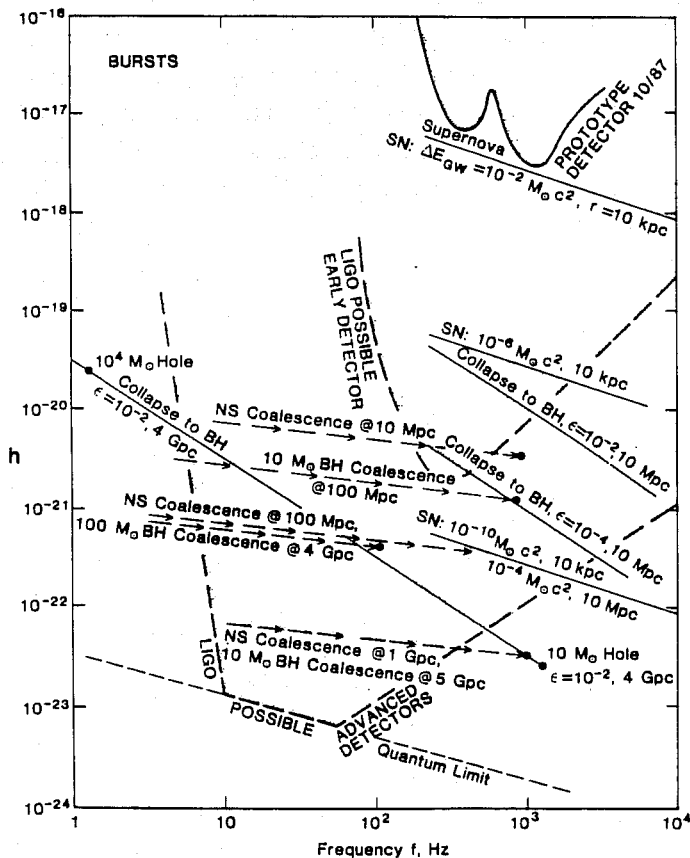 10⁻¹⁶
BURSTS
10⁻¹⁷
PROTOTYPE
DETECTOR 10/87
Supernova
SN: ΔE_GW = 10⁻² M⊙ c², r = 10 kpc
10⁻¹⁸
LIGO POSSIBLE
EARLY DETECTOR
10⁻¹⁹
SN: 10⁻⁶ M⊙ c², 10 kpc
Collapse to BH, ε=10⁻², 10 Mpc
10⁴ M⊙ Hole
ε=10⁻², 4 Gpc
Collapse to BH
10⁻²⁰
NS Coalescence @ 10 Mpc
Collapse to BH, ε=10⁻⁴, 10 Mpc
h
10 M⊙ BH Coalescence
@100 Mpc
10⁻²¹
NS Coalescence @ 100 Mpc,
100 M⊙ BH Coalescence @ 4 Gpc
SN: 10⁻¹⁰ M⊙ c², 10 kpc
10⁻⁴ M⊙ c², 10 Mpc
10⁻²²
NS Coalescence @ 1 Gpc,
10 M⊙ BH Coalescence @ 5 Gpc
10 M⊙ Hole
ε=10⁻², 4 Gpc
LIGO
10⁻²³
POSSIBLE
ADVANCED
DETECTORS
Quantum Limit
10⁻²⁴
1
10
10²
10³
10⁴
Frequency f, Hz